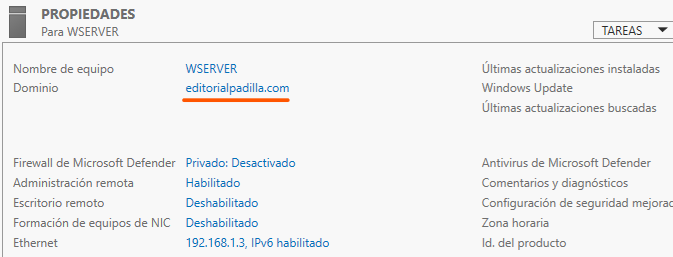 PROPIEDADES
Para WSERVER
TAREAS
Nombre de equipo WSERVER
Dominio editorialpadilla.com
Últimas actualizaciones instaladas
Windows Update
Últimas actualizaciones buscadas
Firewall de Microsoft Defender Privado: Desactivado
Administración remota Habilitado
Escritorio remoto Deshabilitado
Formación de equipos de NIC Deshabilitado
Ethernet 192.168.1.3, IPv6 habilitado
Antivirus de Microsoft Defender
Comentarios y diagnósticos
Configuración de seguridad mejorac
Zona horaria
Id. del producto